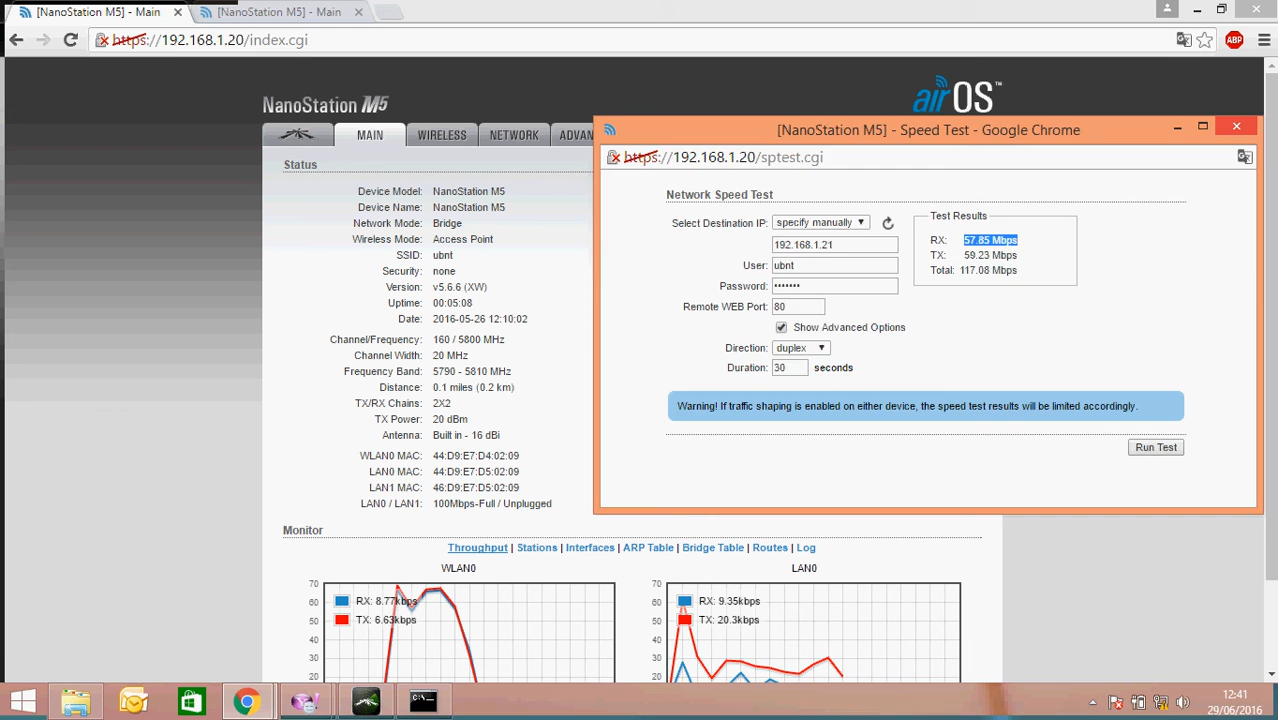 [NanoStation M5] - Main
[NanoStation M5] - Main
https://192.168.1.20/index.cgi
ABP
NanoStation M5
airOS
MAIN
WIRELESS
NETWORK
ADVAN
Status
Device Model: NanoStation M5
Device Name: NanoStation M5
Network Mode: Bridge
Wireless Mode: Access Point
SSID: ubnt
Security: none
Version: v5.6.6 (XW)
Uptime: 00:05:08
Date: 2016-05-26 12:10:02
Channel/Frequency: 160 / 5800 MHz
Channel Width: 20 MHz
Frequency Band: 5790 - 5810 MHz
Distance: 0.1 miles (0.2 km)
TX/RX Chains: 2X2
TX Power: 20 dBm
Antenna: Built in - 16 dBi
WLAN0 MAC: 44:D9:E7:D4:02:09
LAN0 MAC: 44:D9:E7:D5:02:09
LAN1 MAC: 46:D9:E7:D5:02:09
LAN0 / LAN1: 100Mbps-Full / Unplugged
[NanoStation M5] - Speed Test - Google Chrome
https://192.168.1.20/sptest.cgi
Network Speed Test
Select Destination IP: specify manually
192.168.1.21
User: ubnt
Password: •••••••
Remote WEB Port: 80
Show Advanced Options
Direction: duplex
Duration: 30 seconds
Test Results
RX: 57.85 Mbps
TX: 59.23 Mbps
Total: 117.08 Mbps
Warning! If traffic shaping is enabled on either device, the speed test results will be limited accordingly.
Run Test
Monitor
Throughput | Stations | Interfaces | ARP Table | Bridge Table | Routes | Log
WLAN0
70
60
50
40
30
20
RX: 8.77kbps
TX: 6.63kbps
LAN0
70
60
50
40
30
20
RX: 9.35kbps
TX: 20.3kbps
12:41
29/06/2016